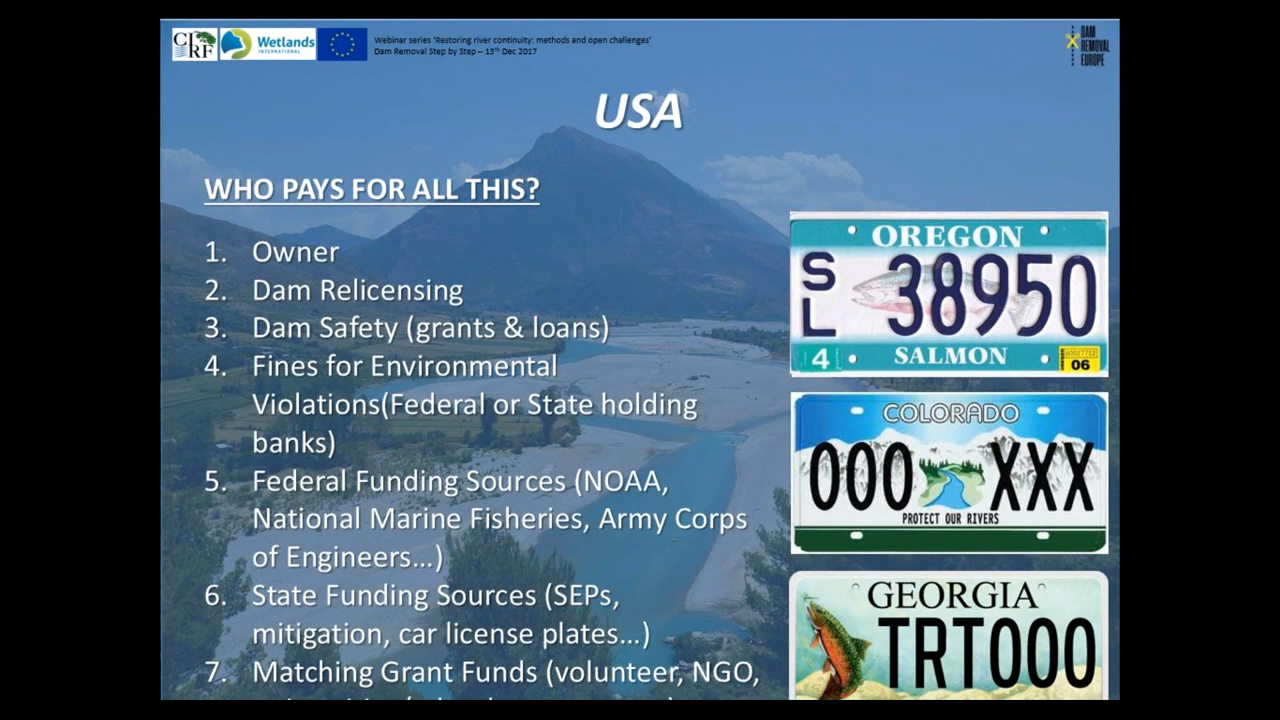 CIRF
Wetlands
INTERNATIONAL
Webinar series 'Restoring river continuity: methods and open challenges'
Dam Removal Step by Step – 13th Dec 2017
DAM
REMOVAL
EUROPE
USA
WHO PAYS FOR ALL THIS?
1. Owner
2. Dam Relicensing
3. Dam Safety (grants & loans)
4. Fines for Environmental
Violations(Federal or State holding
banks)
5. Federal Funding Sources (NOAA,
National Marine Fisheries, Army Corps
of Engineers…)
6. State Funding Sources (SEPs,
mitigation, car license plates…)
7. Matching Grant Funds (volunteer, NGO,
OREGON
SL 38950
4 SALMON 06
COLORADO
000 XXX
PROTECT OUR RIVERS
GEORGIA
TRT000